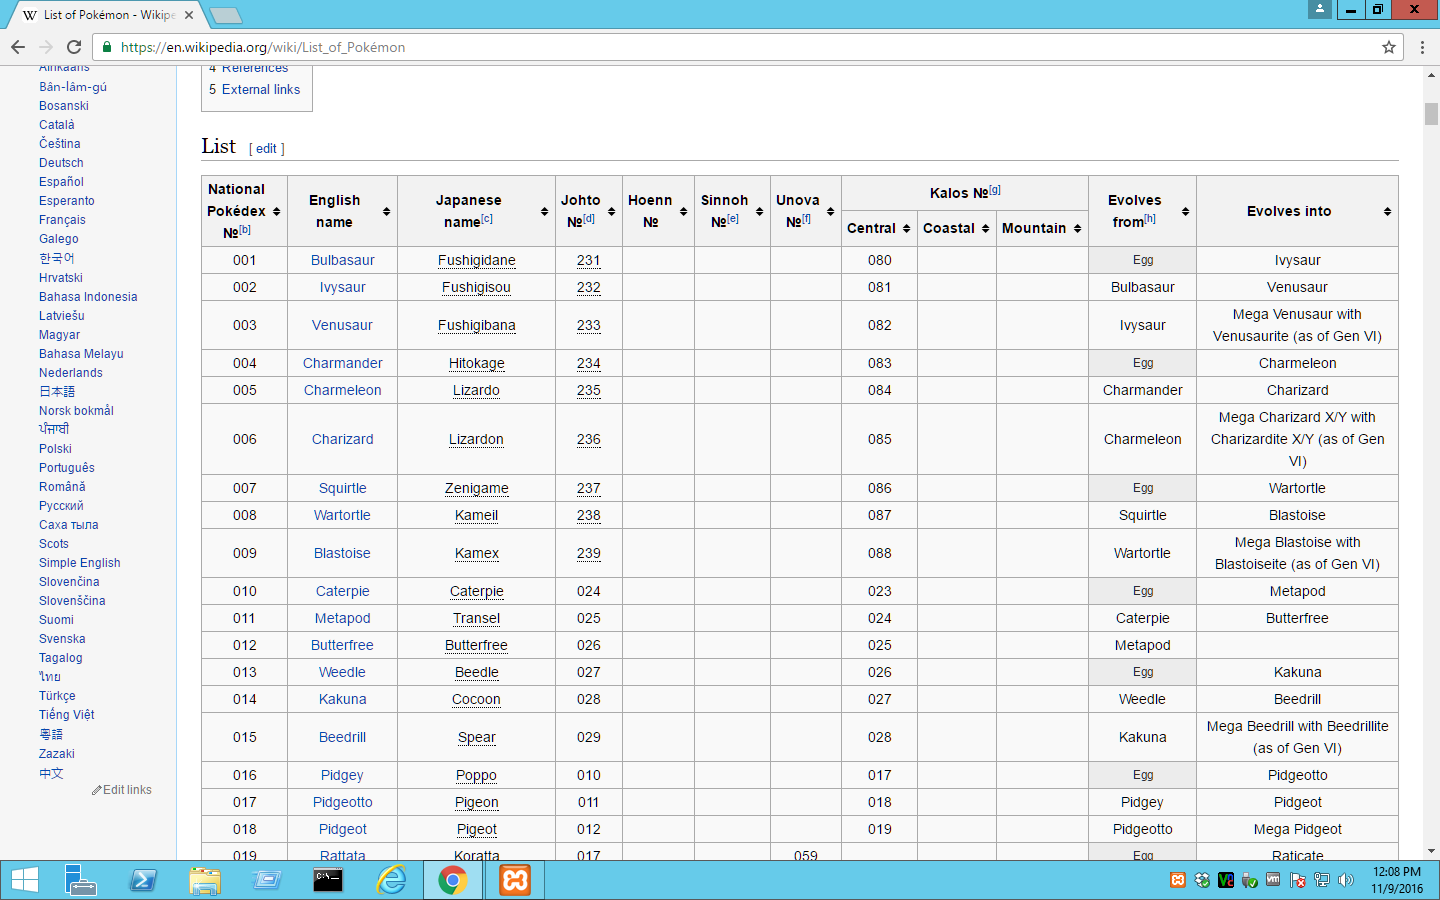 List of Pokémon - Wikipe
https://en.wikipedia.org/wiki/List_of_Pokémon
Afrikaans
Bân-lâm-gú
Bosanski
Català
Čeština
Deutsch
Español
Esperanto
Français
Galego
한국어
Hrvatski
Bahasa Indonesia
Latviešu
Magyar
Bahasa Melayu
Nederlands
日本語
Norsk bokmål
ਪੰਜਾਬੀ
Polski
Português
Română
Русский
Саха тыла
Scots
Simple English
Slovenčina
Slovenščina
Suomi
Svenska
Tagalog
ไทย
Türkçe
Tiếng Việt
粵語
Zazaki
中文
Edit links
4 References
5 External links
List [ edit ]
National Pokédex №[b] English name Japanese name[c] Johto №[d] Hoenn № Sinnoh №[e] Unova №[f] Kalos №[g] Evolves from[h] Evolves into
Central Coastal Mountain
001 Bulbasaur Fushigidane 231 080 Egg Ivysaur
002 Ivysaur Fushigisou 232 081 Bulbasaur Venusaur
003 Venusaur Fushigibana 233 082 Ivysaur Mega Venusaur with Venusaurite (as of Gen VI)
004 Charmander Hitokage 234 083 Egg Charmeleon
005 Charmeleon Lizardo 235 084 Charmander Charizard
006 Charizard Lizardon 236 085 Charmeleon Mega Charizard X/Y with Charizardite X/Y (as of Gen VI)
007 Squirtle Zenigame 237 086 Egg Wartortle
008 Wartortle Kameil 238 087 Squirtle Blastoise
009 Blastoise Kamex 239 088 Wartortle Mega Blastoise with Blastoiseite (as of Gen VI)
010 Caterpie Caterpie 024 023 Egg Metapod
011 Metapod Transel 025 024 Caterpie Butterfree
012 Butterfree Butterfree 026 025 Metapod
013 Weedle Beedle 027 026 Egg Kakuna
014 Kakuna Cocoon 028 027 Weedle Beedrill
015 Beedrill Spear 029 028 Kakuna Mega Beedrill with Beedrillite (as of Gen VI)
016 Pidgey Poppo 010 017 Egg Pidgeotto
017 Pidgeotto Pigeon 011 018 Pidgey Pidgeot
018 Pidgeot Pigeot 012 019 Pidgeotto Mega Pidgeot
019 Rattata Koratta 017 059 Egg Raticate
12:08 PM
11/9/2016